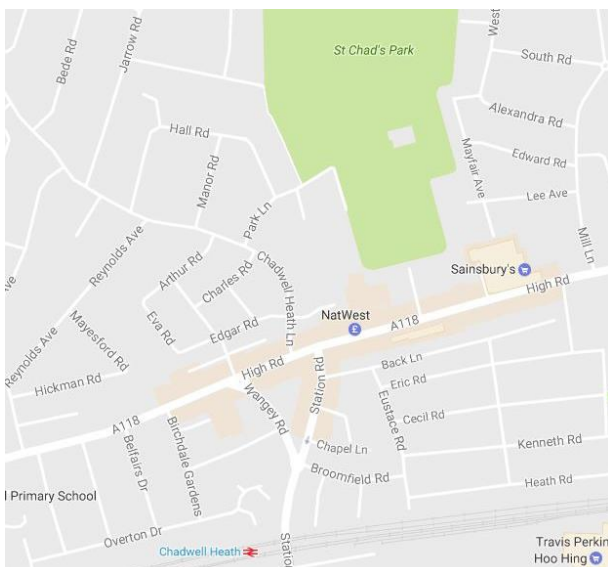 West
St Chad's Park
Bede Rd
Jarrow Rd
South Rd
Alexandra Rd
Hall Rd
Edward Rd
Mayfair Ave
Manor Rd
Lee Ave
Park Ln
Mill Ln
Reynolds Ave
Arthur Rd
Chadwell Heath Ln
Charles Rd
Sainsbury's
High Rd
Eva Rd
NatWest
£
A118
Edgar Rd
Mayesford Rd
Reynolds Ave
High Rd
Back Ln
Hickman Rd
Station Rd
Eric Rd
Wangey Rd
Eustace Rd
Cecil Rd
A118
Birchdale Gardens
Belfairs Dr
Chapel Ln
Kenneth Rd
Broomfield Rd
Heath Rd
l Primary School
Overton Dr
Chadwell Heath
Station
Travis Perkin
Hoo Hing